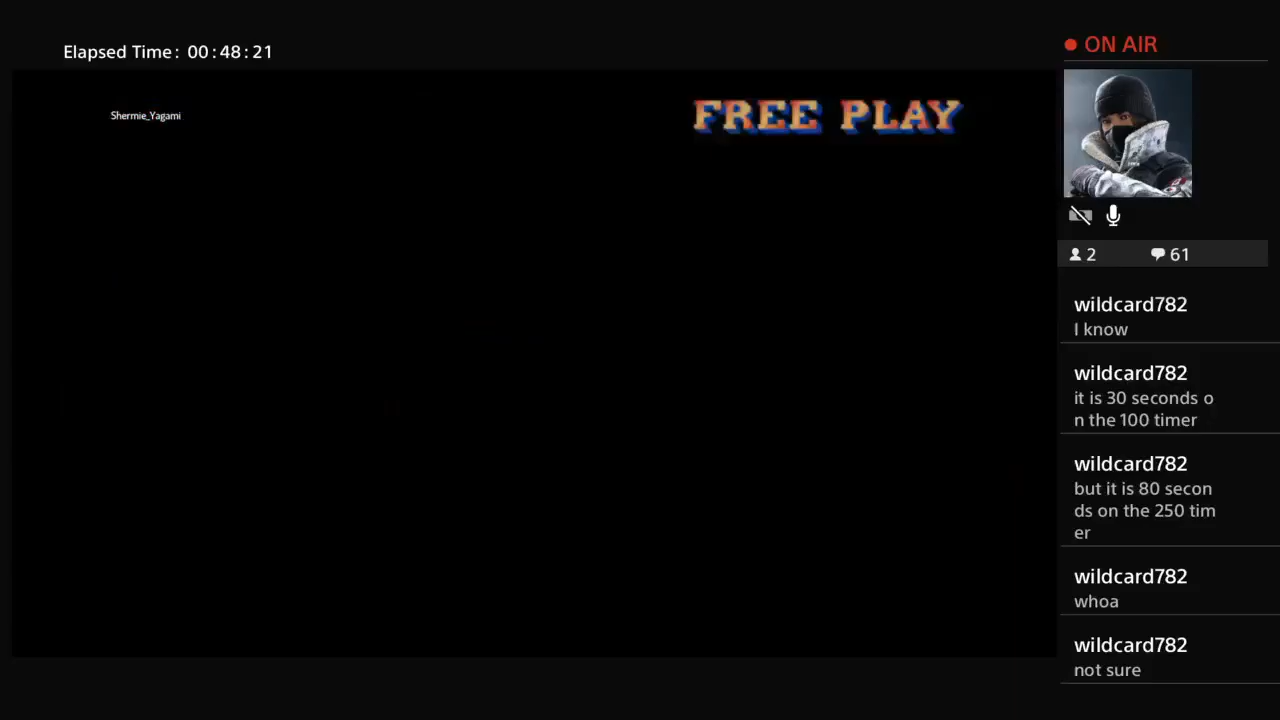 Elapsed Time: 00:48:21
ON AIR
Shermie_Yagami
FREE PLAY
2
61
wildcard782
I know
wildcard782
it is 30 seconds o
n the 100 timer
wildcard782
but it is 80 secon
ds on the 250 tim
er
wildcard782
whoa
wildcard782
not sure